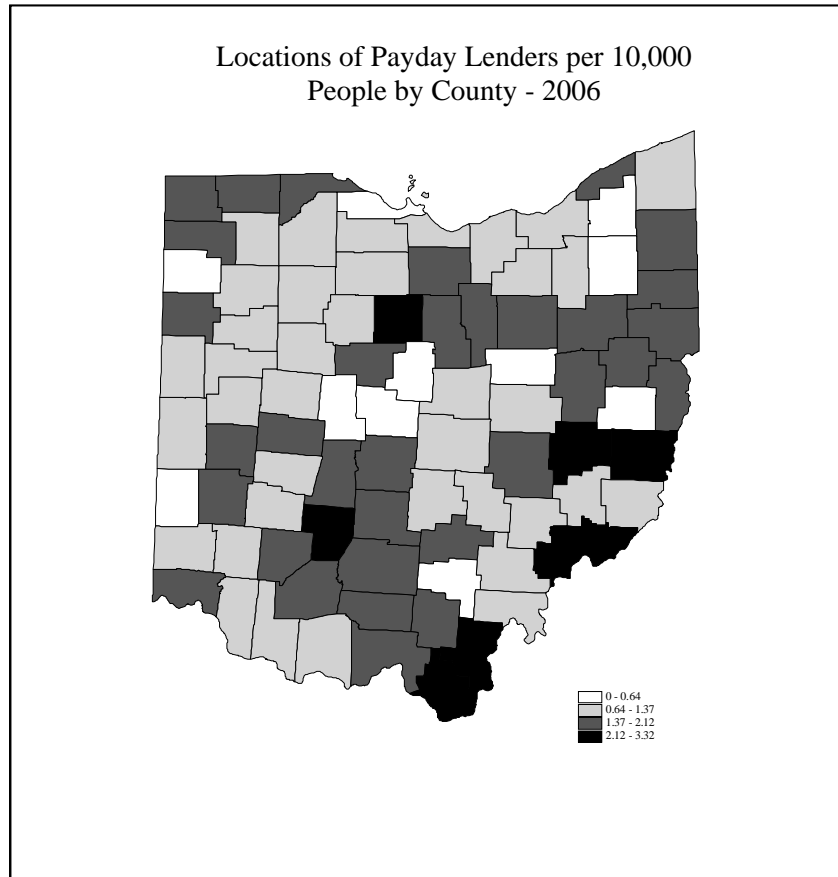 Locations of Payday Lenders per 10,000
People by County - 2006
0 - 0.64
0.64 - 1.37
1.37 - 2.12
2.12 - 3.32